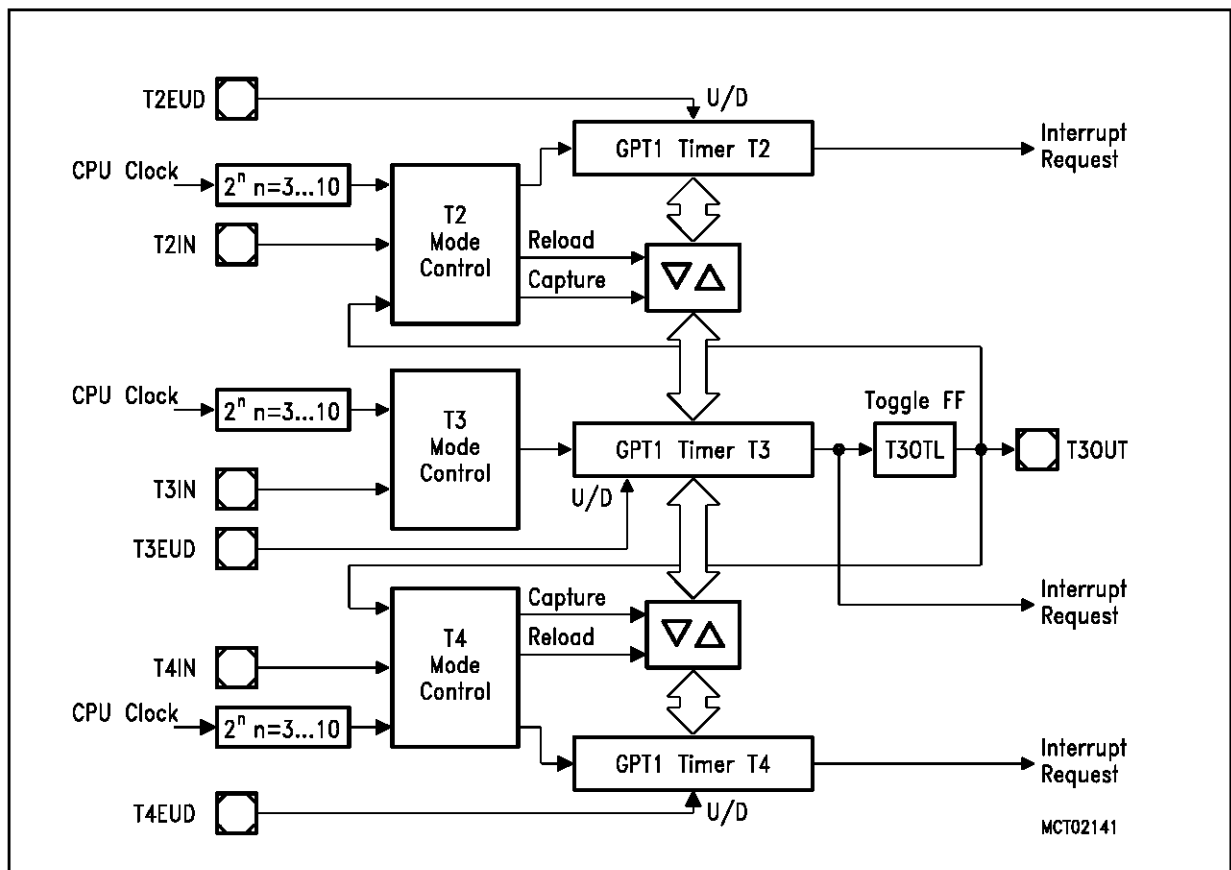 T2EUD
U/D
GPT1 Timer T2
Interrupt
Request
CPU Clock
2ⁿ n=3...10
T2
Mode
Control
T2IN
Reload
Capture
CPU Clock
2ⁿ n=3...10
T3
Mode
Control
Toggle FF
GPT1 Timer T3
T3OTL
T3OUT
T3IN
U/D
T3EUD
Interrupt
Request
Capture
Reload
T4
Mode
Control
T4IN
CPU Clock
2ⁿ n=3...10
GPT1 Timer T4
Interrupt
Request
T4EUD
U/D
MCT02141